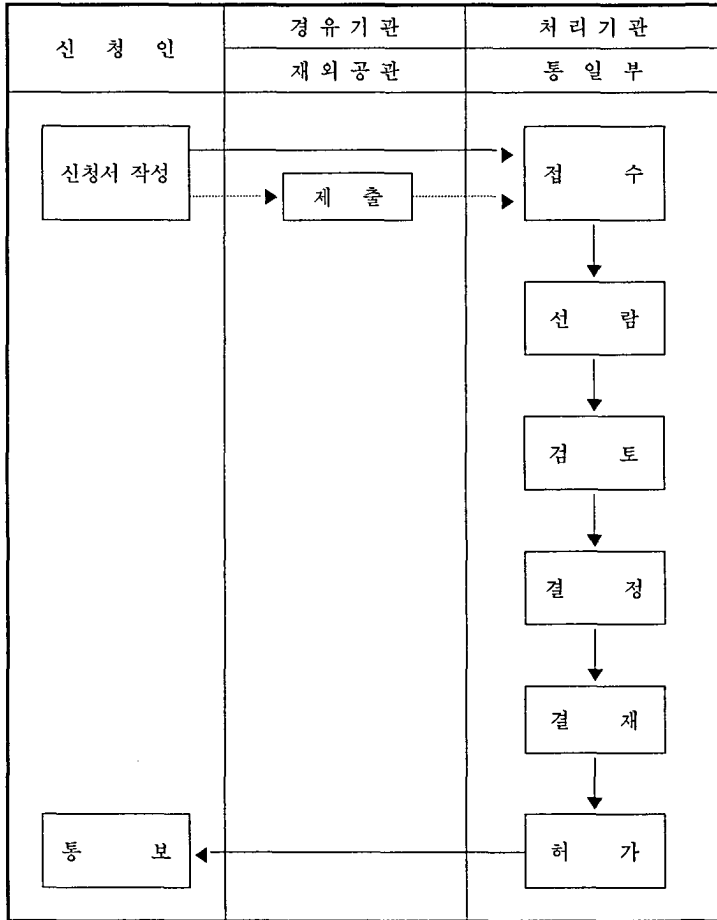 신 청 인
경 유 기 관
처 리 기 관
재 외 공 관
통 일 부
신청서 작성
제 출
접 수
선 람
검 토
결 정
결 재
통 보
허 가